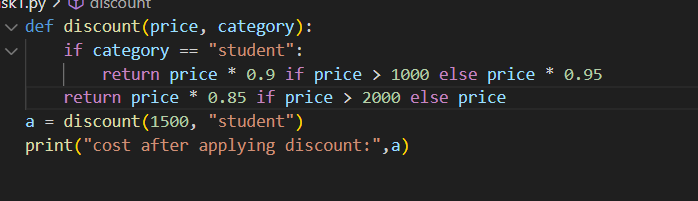 sk1.py > discount
def discount(price, category):
    if category == "student":
        return price * 0.9 if price > 1000 else price * 0.95
    return price * 0.85 if price > 2000 else price
a = discount(1500, "student")
print("cost after applying discount:",a)